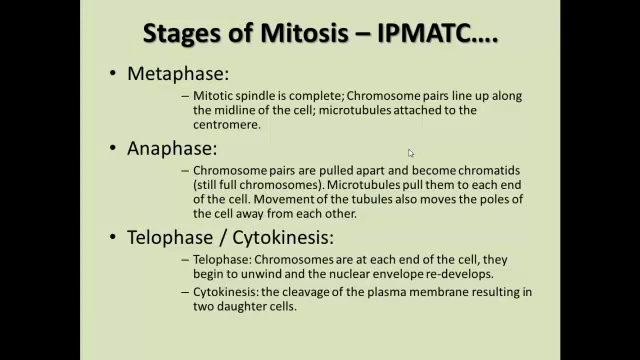 Stages of Mitosis – IPMATC….
• Metaphase:
– Mitotic spindle is complete; Chromosome pairs line up along
the midline of the cell; microtubules attached to the
centromere.
• Anaphase:
– Chromosome pairs are pulled apart and become chromatids
(still full chromosomes). Microtubules pull them to each end
of the cell. Movement of the tubules also moves the poles of
the cell away from each other.
• Telophase / Cytokinesis:
– Telophase: Chromosomes are at each end of the cell, they
begin to unwind and the nuclear envelope re-develops.
– Cytokinesis: the cleavage of the plasma membrane resulting in
two daughter cells.